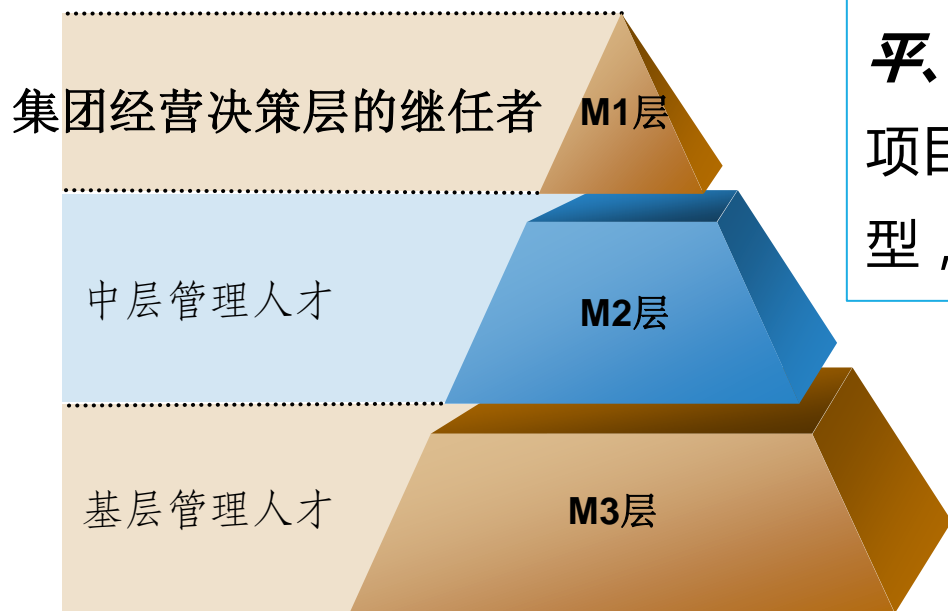 集团经营决策层的继任者
M1层
中层管理人才
M2层
基层管理人才
M3层
平、
项目
型，